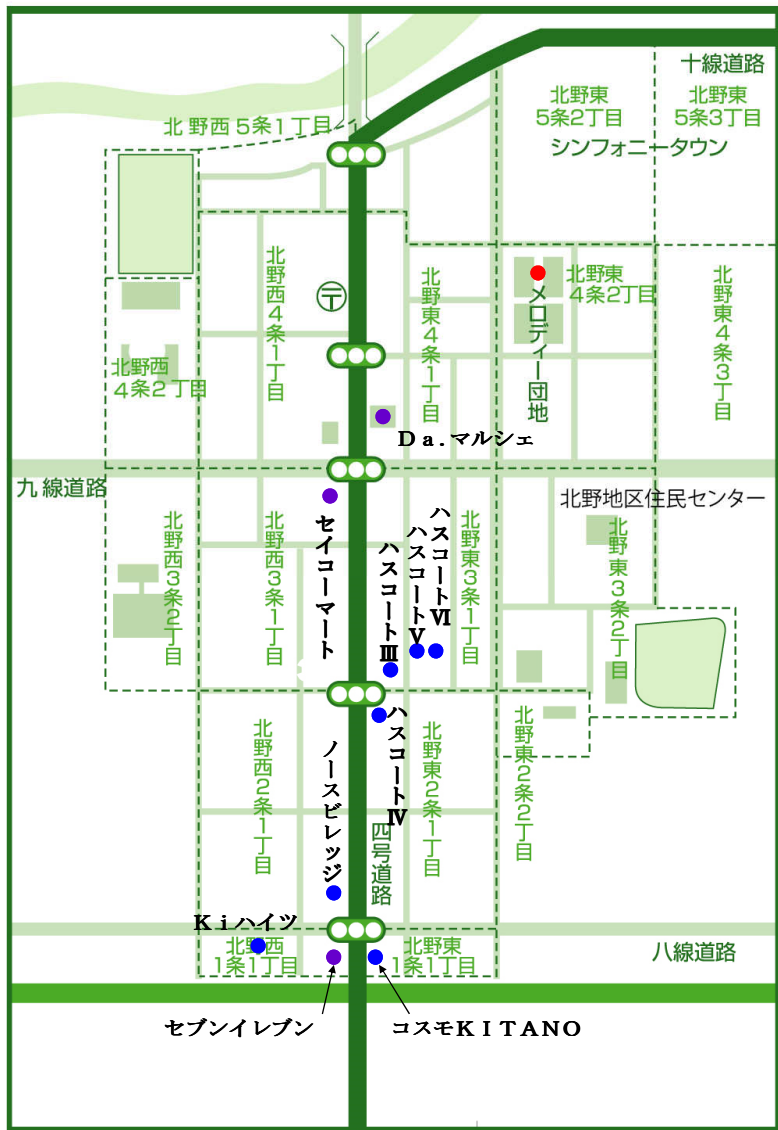 十線道路
北野東
5条2丁目
北野東
5条3丁目
シンフォニータウン
北野西5条1丁目
北野西4条1丁目
〒
北野東4条1丁目
北野東
4条2丁目
メロディー団地
北野東4条3丁目
北野西
4条2丁目
Da.マルシェ
九線道路
北野地区住民センター
北野西3条2丁目
北野西3条1丁目
セイコーマート
ハスコートⅢ
ハスコートⅤ
ハスコートⅥ
北野東3条1丁目
北野東3条2丁目
北野西2条1丁目
ノースビレッジ
ハスコートⅣ
四号道路
北野東2条1丁目
北野東2条2丁目
Kiハイツ
北野西
1条1丁目
北野東
1条1丁目
八線道路
セブンイレブン
コスモKITANO